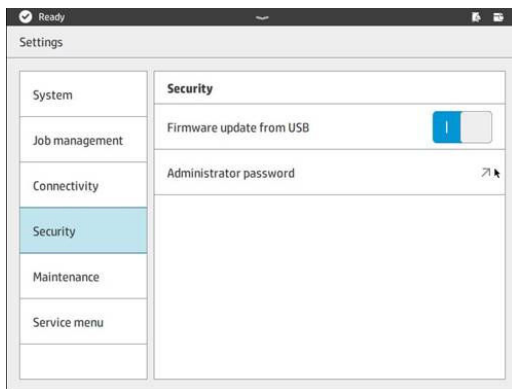 Ready
Settings
System
Job management
Connectivity
Security
Maintenance
Service menu
Security
Firmware update from USB
Administrator password